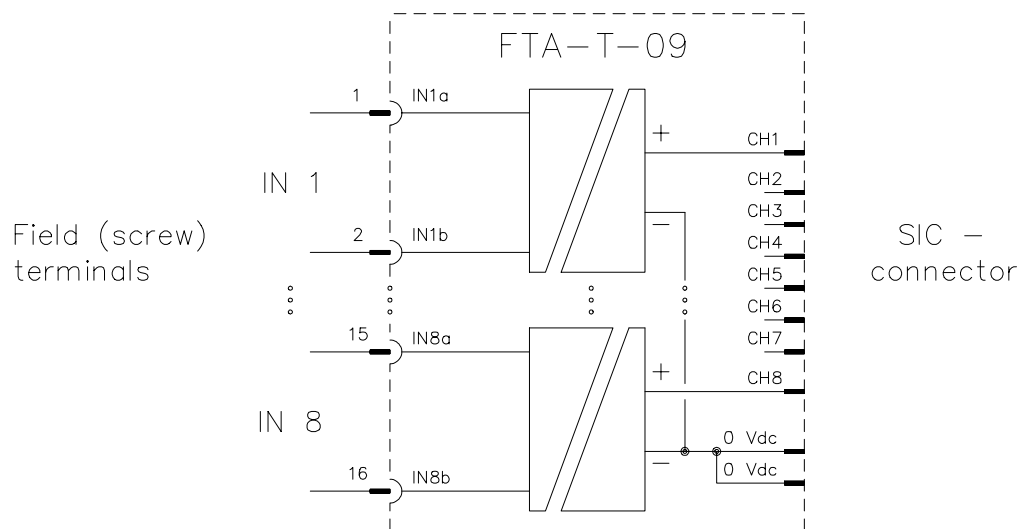 FTA-T-09
1 IN1a
+
CH1
IN 1
CH2
Field (screw)
terminals
2 IN1b
−
CH3
SIC −
connector
CH4
CH5
CH6
15 IN8a
CH7
+
CH8
IN 8
0 Vdc
−
0 Vdc
16 IN8b